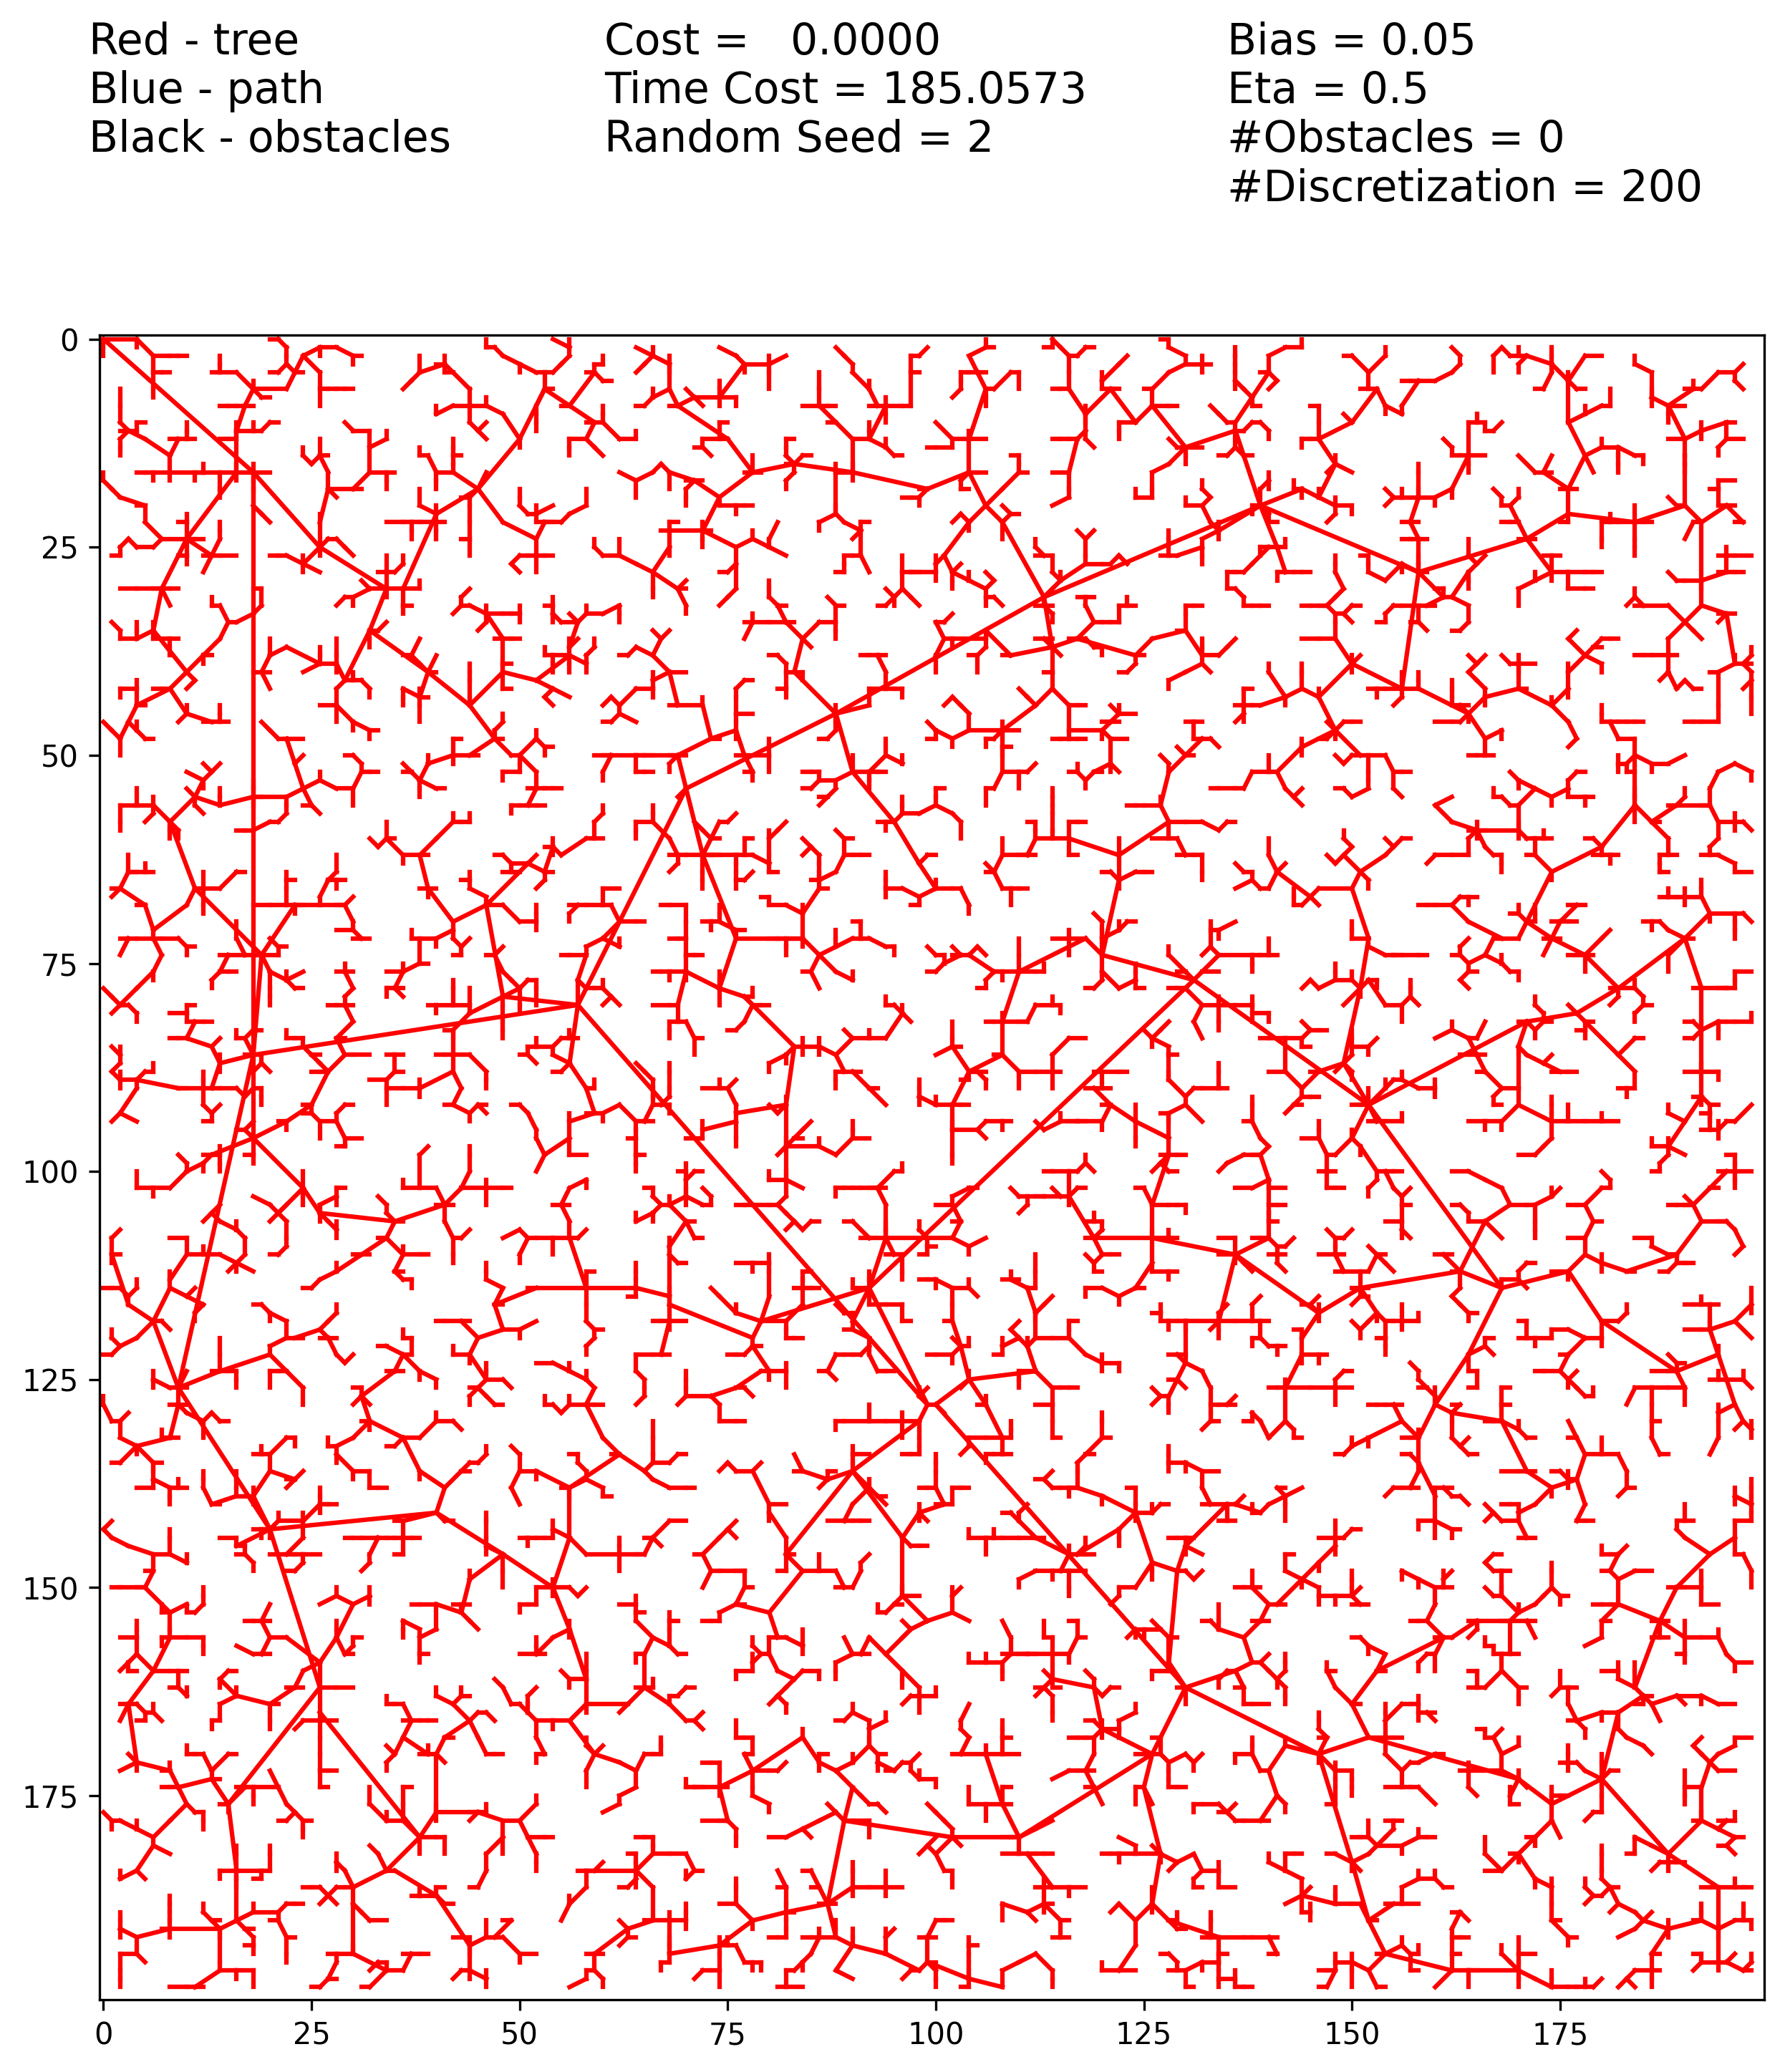 Red - tree
Blue - path
Black - obstacles
Cost =   0.0000
Time Cost = 185.0573
Random Seed = 2
Bias = 0.05
Eta = 0.5
#Obstacles = 0
#Discretization = 200
0
25
50
75
100
125
150
175
0 25 50 75 100 125 150 175